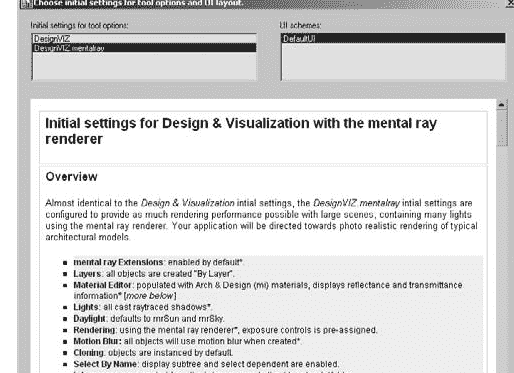 Choose initial settings for tool options and UI layout.
Initial settings for tool options:
UI schemes:
DesignVIZ
DesignVIZ.mentalray
DefaultUI
Initial settings for Design & Visualization with the mental ray
renderer
Overview
Almost identical to the Design & Visualization intial settings, the DesignVIZ.mentalray intial settings are
configured to provide as much rendering performance possible with large scenes, containing many lights
using the mental ray renderer. Your application will be directed towards photo realistic rendering of typical
architectural models.
mental ray Extensions: enabled by default*.
Layers: all objects are created "By Layer".
Material Editor: populated with Arch & Design (mi) materials, displays reflectance and transmittance
information* [more below]
Lights: all cast raytraced shadows*.
Daylight: defaults to mrSun and mrSky.
Rendering: using the mental ray renderer*, exposure controls is pre-assigned.
Motion Blur: all objects will use motion blur when created*.
Cloning: objects are instanced by default.
Select By Name: display subtree and select dependent are enabled.